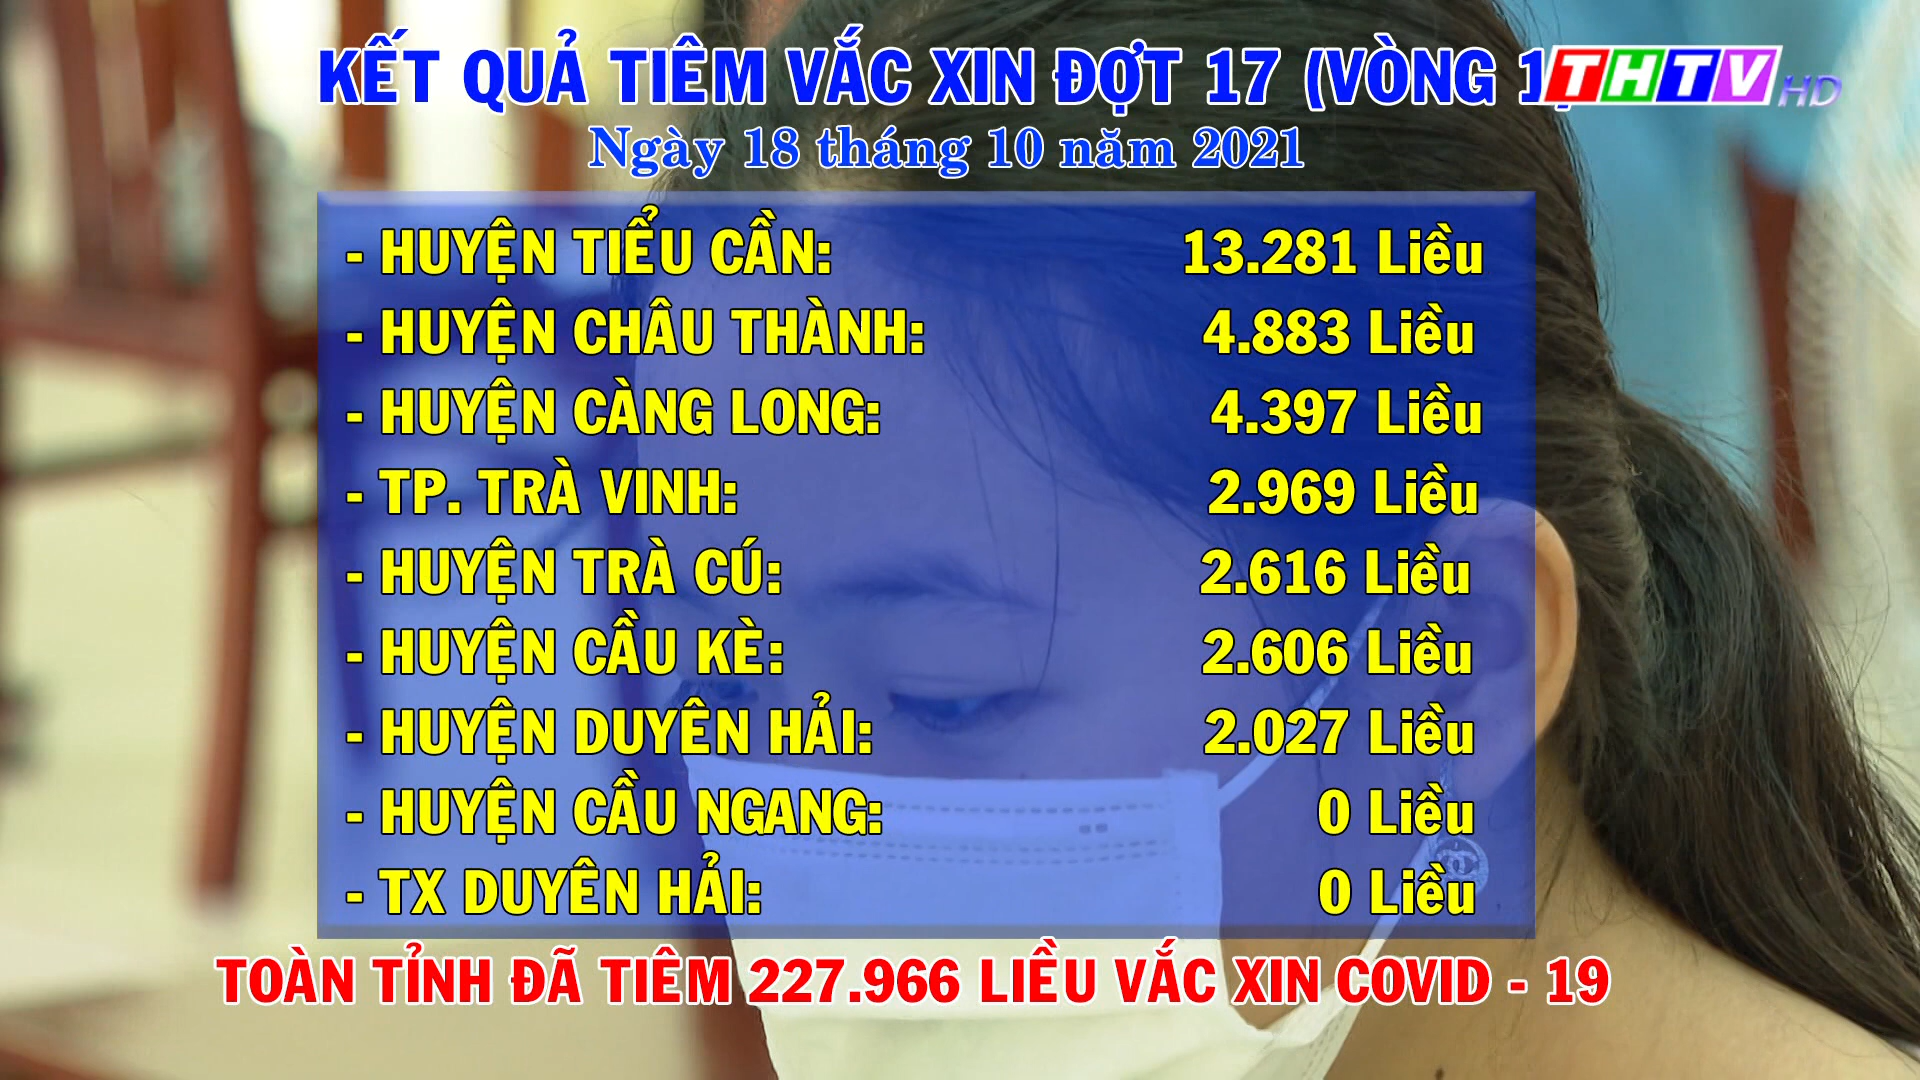 KẾT QUẢ TIÊM VẮC XIN ĐỢT 17 (VÒNG 1)
THTV HD
Ngày 18 tháng 10 năm 2021
- HUYỆN TIỂU CẦN: 13.281 Liều
- HUYỆN CHÂU THÀNH: 4.883 Liều
- HUYỆN CÀNG LONG: 4.397 Liều
- TP. TRÀ VINH: 2.969 Liều
- HUYỆN TRÀ CÚ: 2.616 Liều
- HUYỆN CẦU KÈ: 2.606 Liều
- HUYỆN DUYÊN HẢI: 2.027 Liều
- HUYỆN CẦU NGANG: 0 Liều
- TX DUYÊN HẢI: 0 Liều
TOÀN TỈNH ĐÃ TIÊM 227.966 LIỀU VẮC XIN COVID - 19